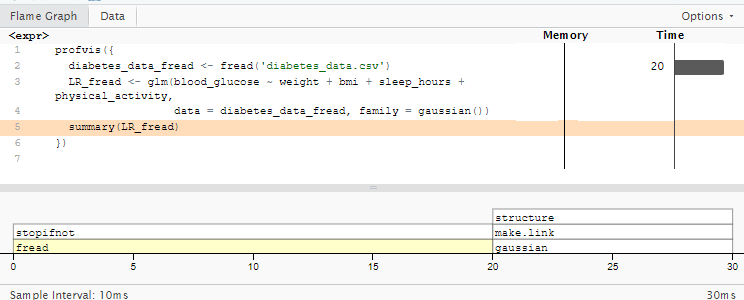 Flame Graph Data Options
<expr> Memory Time
1 profvis({
2 diabetes_data_fread <- fread('diabetes_data.csv') 20
3 LR_fread <- glm(blood_glucose ~ weight + bmi + sleep_hours +
physical_activity,
4 data = diabetes_data_fread, family = gaussian())
5 summary(LR_fread)
6 })
7
structure
stopifnot make.link
fread gaussian
0 5 10 15 20 25 30
Sample Interval: 10ms 30ms